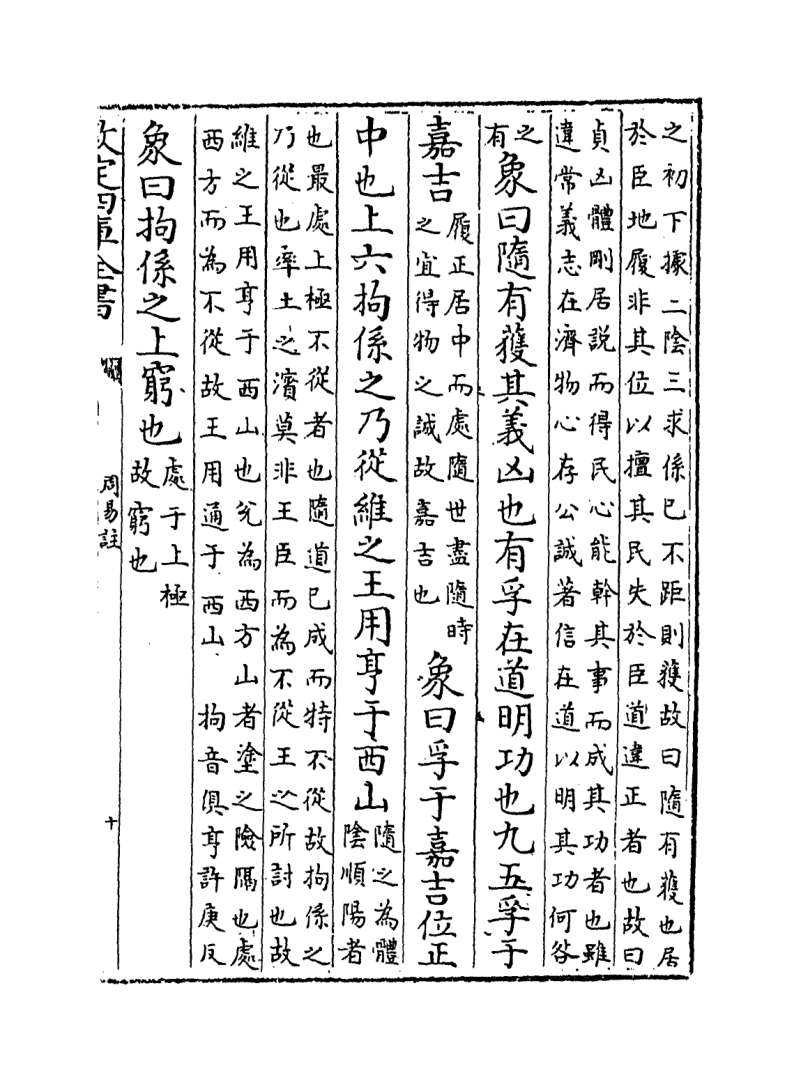 之初下據二陰三求係已不距則獲故曰隨有獲也居
於臣地履非其位以擅其民失於臣道違正者也故曰
貞凶體剛居說而得民心能幹其事而成其功者也雖
違常義志在濟物心存公誠著信在道以明其功何咎
之有象曰隨有獲其義凶也有孚在道明功也九五孚于
嘉吉履正居中而處隨世盡隨時之宜得物之誠故嘉吉也象曰孚于嘉吉位正
中也上六拘係之乃從維之王用亨于西山隨之為體陰順陽者
也最處上極不從者也隨道已成而特不從故拘係之
乃從也率土之濱莫非王臣而為不從王之所討也故
維之王用亨于西山也兊為西方山者塗之險隔也處
西方而為不從故王用通于西山 拘音俱亨許庚反
象曰拘係之上窮也處于上極故窮也
欽定四庫全書
周易註
十